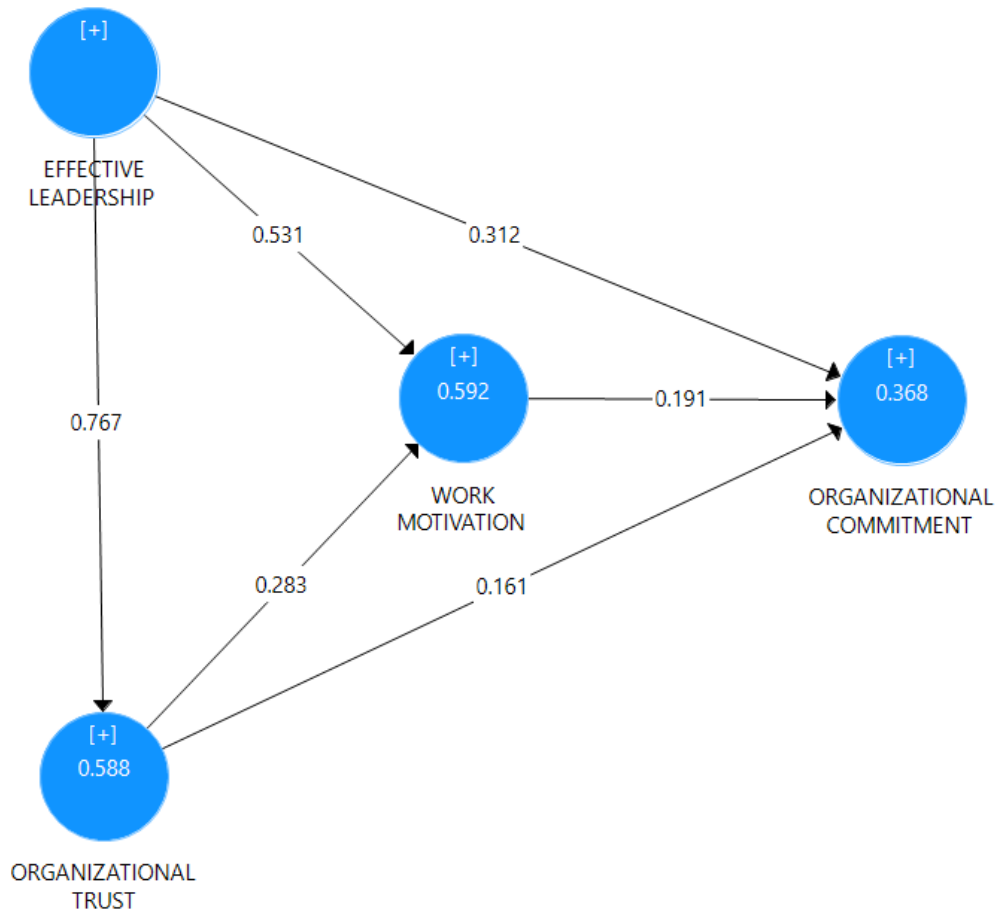 [+]
EFFECTIVE
LEADERSHIP
0.531
0.312
[+]
0.592
[+]
0.368
0.767
0.191
WORK
MOTIVATION
ORGANIZATIONAL
COMMITMENT
0.283
0.161
[+]
0.588
ORGANIZATIONAL
TRUST